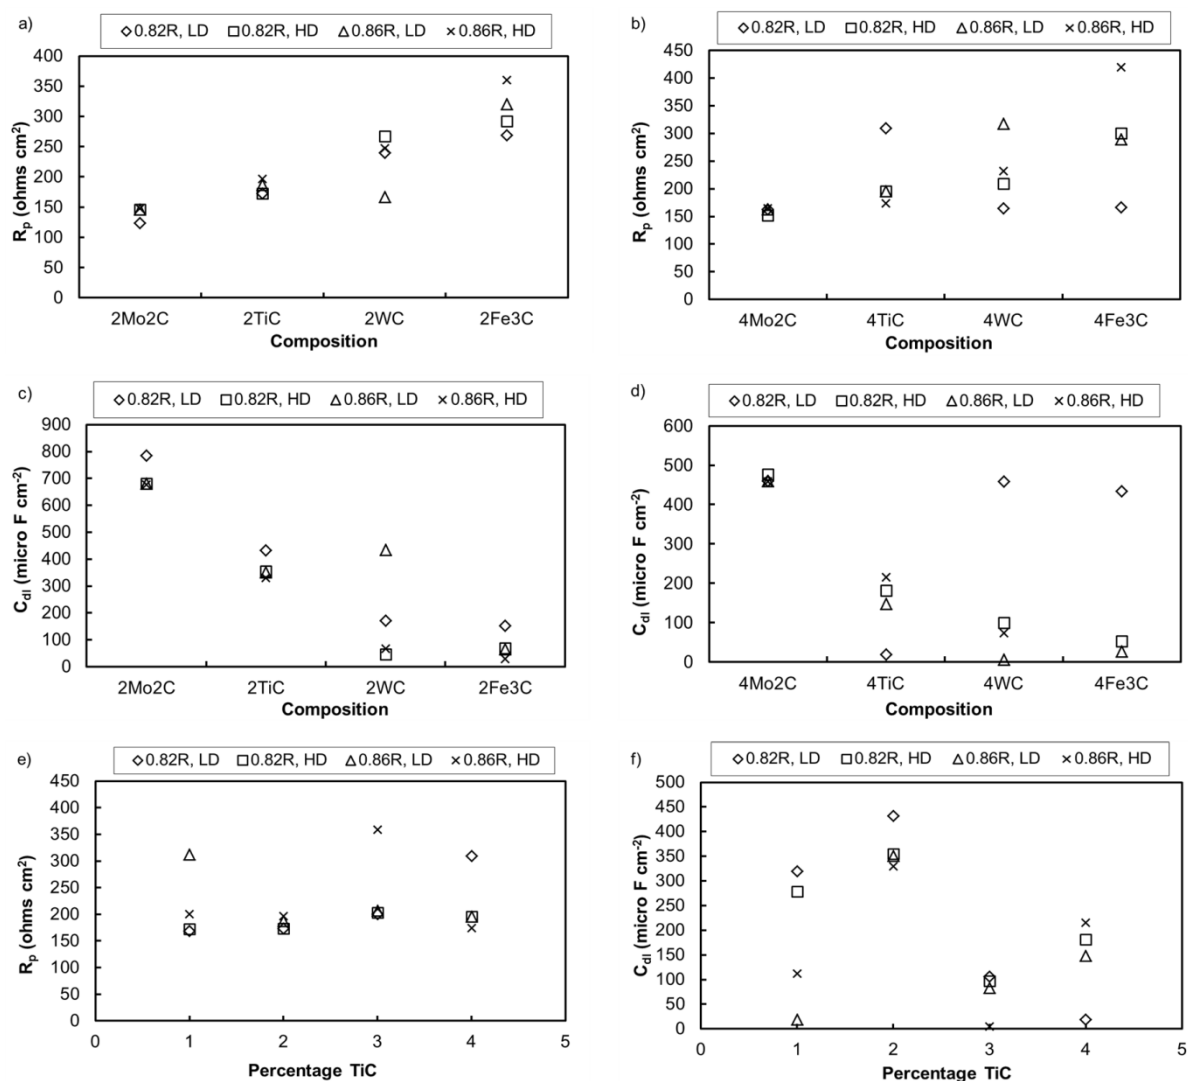 a)
◇ 0.82R, LD □ 0.82R, HD △ 0.86R, LD × 0.86R, HD
400
350
300
250
200
150
100
50
0
Rp (ohms cm²)
2Mo2C 2TiC 2WC 2Fe3C
Composition
b)
◇ 0.82R, LD □ 0.82R, HD △ 0.86R, LD × 0.86R, HD
450
400
350
300
250
200
150
100
50
0
Rp (ohms cm²)
4Mo2C 4TiC 4WC 4Fe3C
Composition
c)
◇ 0.82R, LD □ 0.82R, HD △ 0.86R, LD × 0.86R, HD
900
800
700
600
500
400
300
200
100
0
Cdl (micro F cm⁻²)
2Mo2C 2TiC 2WC 2Fe3C
Composition
d)
◇ 0.82R, LD □ 0.82R, HD △ 0.86R, LD × 0.86R, HD
600
500
400
300
200
100
0
Cdl (micro F cm⁻²)
4Mo2C 4TiC 4WC 4Fe3C
Composition
e)
◇ 0.82R, LD □ 0.82R, HD △ 0.86R, LD × 0.86R, HD
450
400
350
300
250
200
150
100
50
0
Rp (ohms cm²)
0 1 2 3 4 5
Percentage TiC
f)
◇ 0.82R, LD □ 0.82R, HD △ 0.86R, LD × 0.86R, HD
500
450
400
350
300
250
200
150
100
50
0
Cdl (micro F cm⁻²)
0 1 2 3 4 5
Percentage TiC